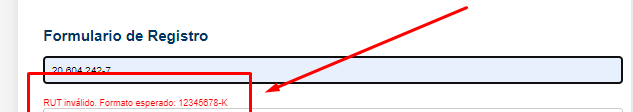 Formulario de Registro
20.604.242-7
RUT inválido. Formato esperado: 12345678-K